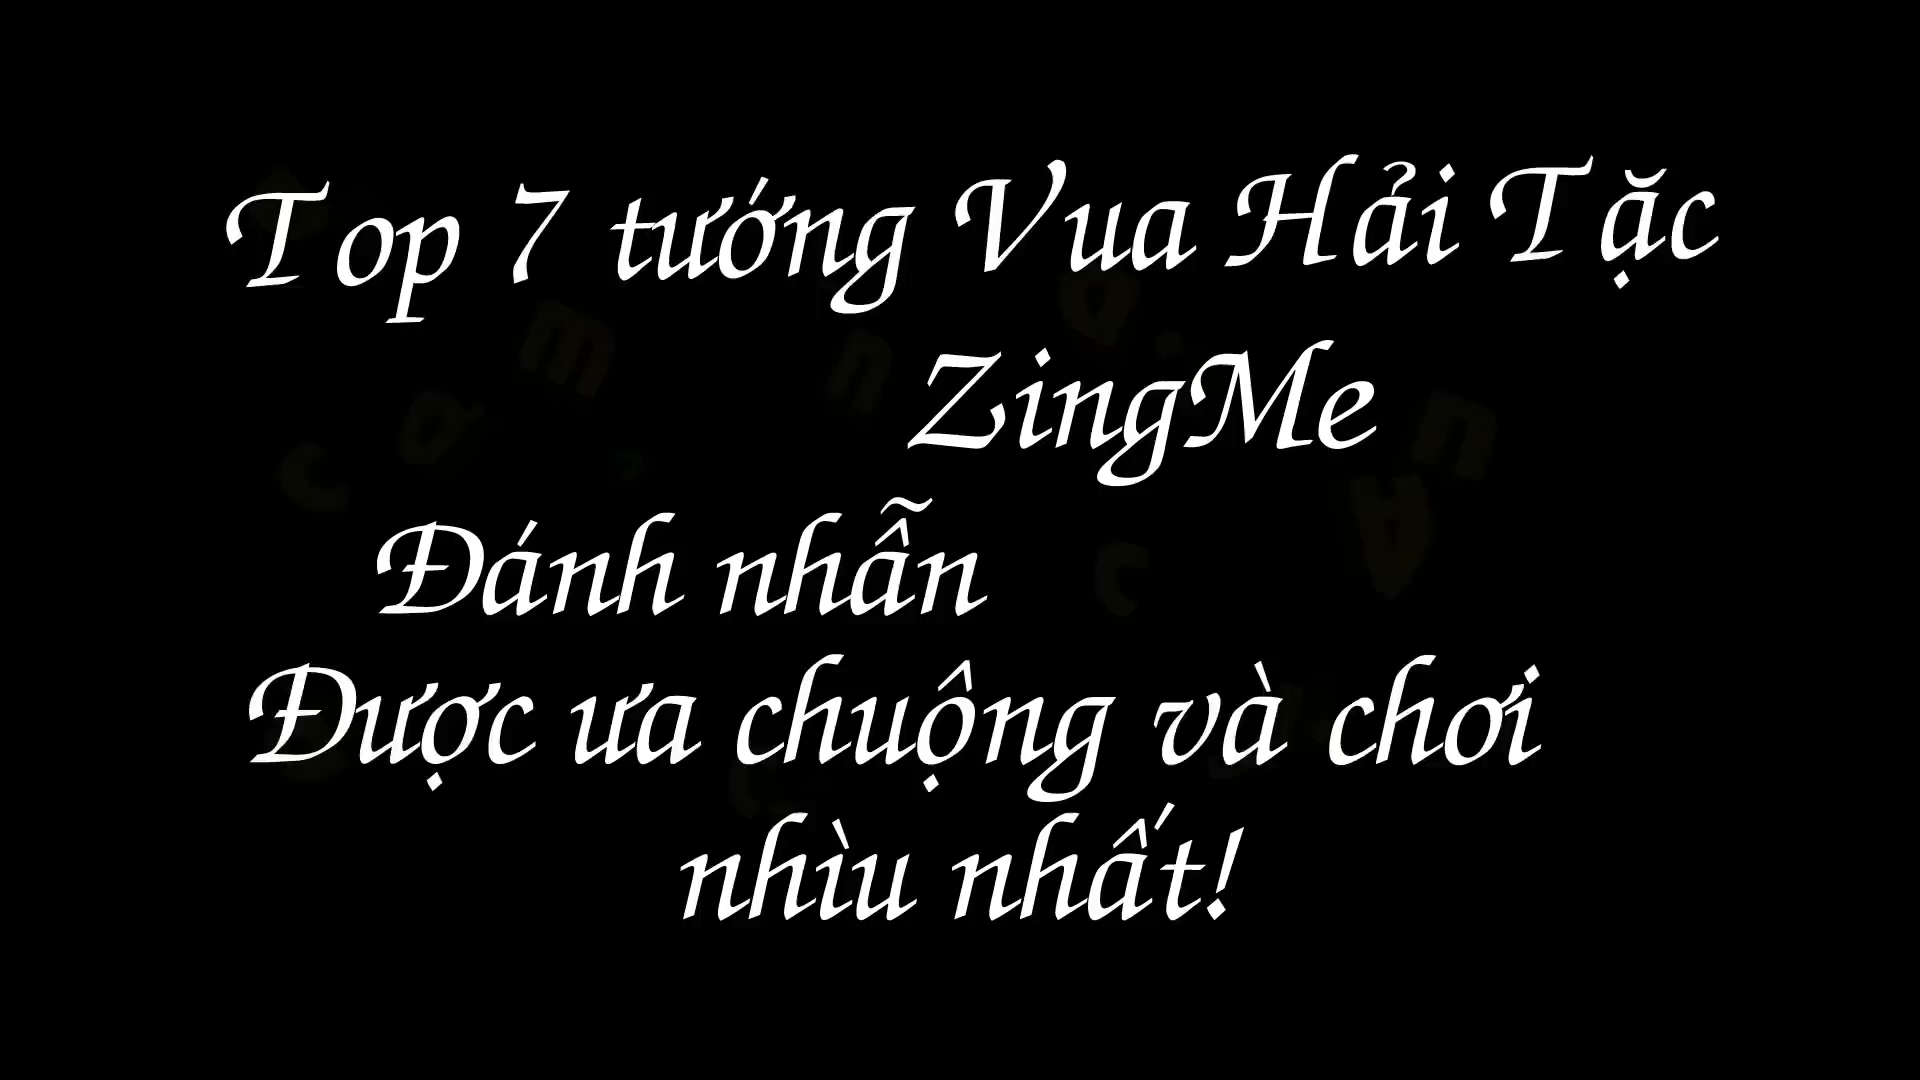 Top 7 tướng Vua Hải Tặc
ZingMe
Đánh nhẫn
Được ưa chuộng và chơi
nhìu nhất!